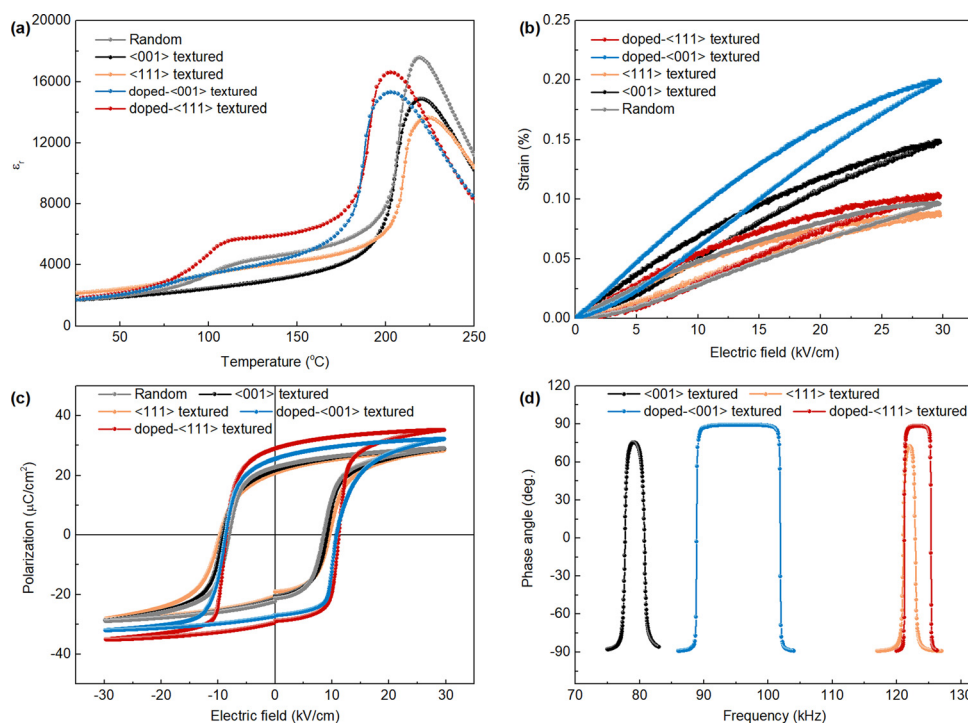 (a)
20000
16000
12000
8000
4000
0
εr
Random
<001> textured
<111> textured
doped-<001> textured
doped-<111> textured
50
100
150
200
250
Temperature (°C)
(b)
0.20
0.15
0.10
0.05
0.00
Strain (%)
doped-<111> textured
doped-<001> textured
<111> textured
<001> textured
Random
0
5
10
15
20
25
30
Electric field (kV/cm)
(c)
40
20
0
-20
-40
Polarization (μC/cm²)
Random
<001> textured
<111> textured
doped-<001> textured
doped-<111> textured
-30
-20
-10
0
10
20
30
Electric field (kV/cm)
(d)
120
90
60
30
0
-30
-60
-90
Phase angle (deg.)
<001> textured
<111> textured
doped-<001> textured
doped-<111> textured
70
80
90
100
110
120
130
Frequency (kHz)